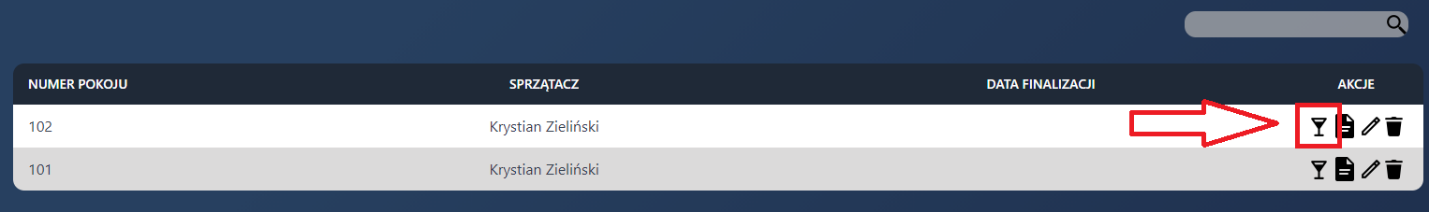 NUMER POKOJU SPRZĄTACZ DATA FINALIZACJI AKCJE
102 Krystian Zieliński
101 Krystian Zieliński